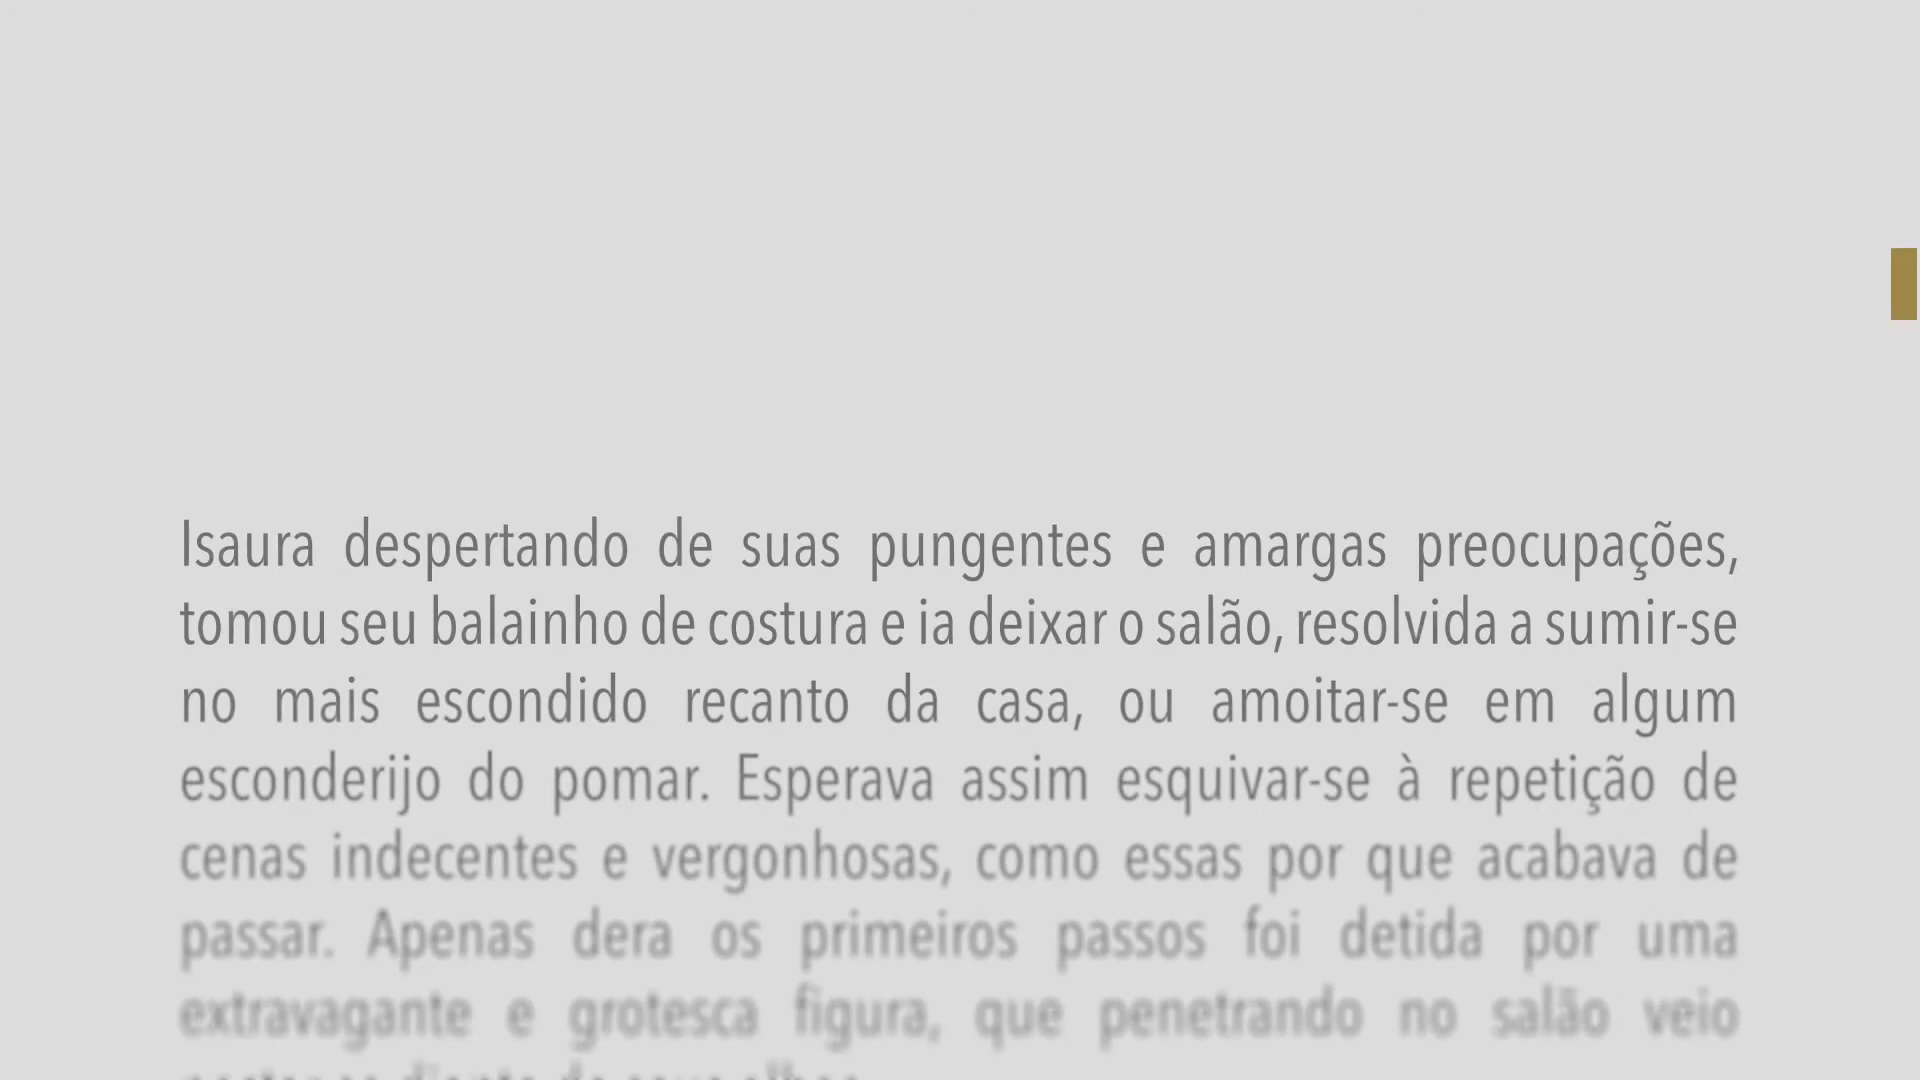 Isaura despertando de suas pungentes e amargas preocupações,
tomou seu balainho de costura e ia deixar o salão, resolvida a sumir-se
no mais escondido recanto da casa, ou amoitar-se em algum
esconderijo do pomar. Esperava assim esquivar-se à repetição de
cenas indecentes e vergonhosas, como essas por que acabava de
passar. Apenas dera os primeiros passos foi detida por uma
extravagante e grotesca figura, que penetrando no salão veio